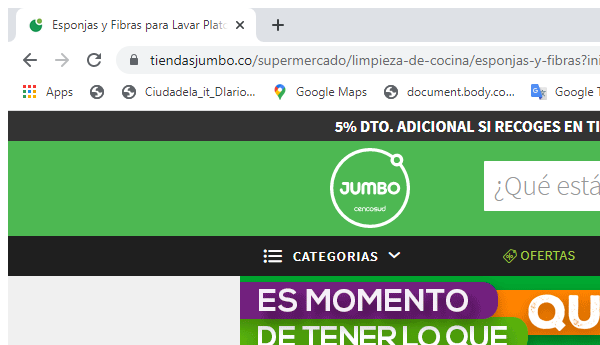 Esponjas y Fibras para Lavar Plato
tiendasjumbo.co/supermercado/limpieza-de-cocina/esponjas-y-fibras?ini
Apps Ciudadela_it_DIario... Google Maps document.body.co... Google T
5% DTO. ADICIONAL SI RECOGES EN TI
JUMBO
cencosud
¿Qué está
CATEGORIAS OFERTAS
ES MOMENTO
DE TENER LO QUE
QU